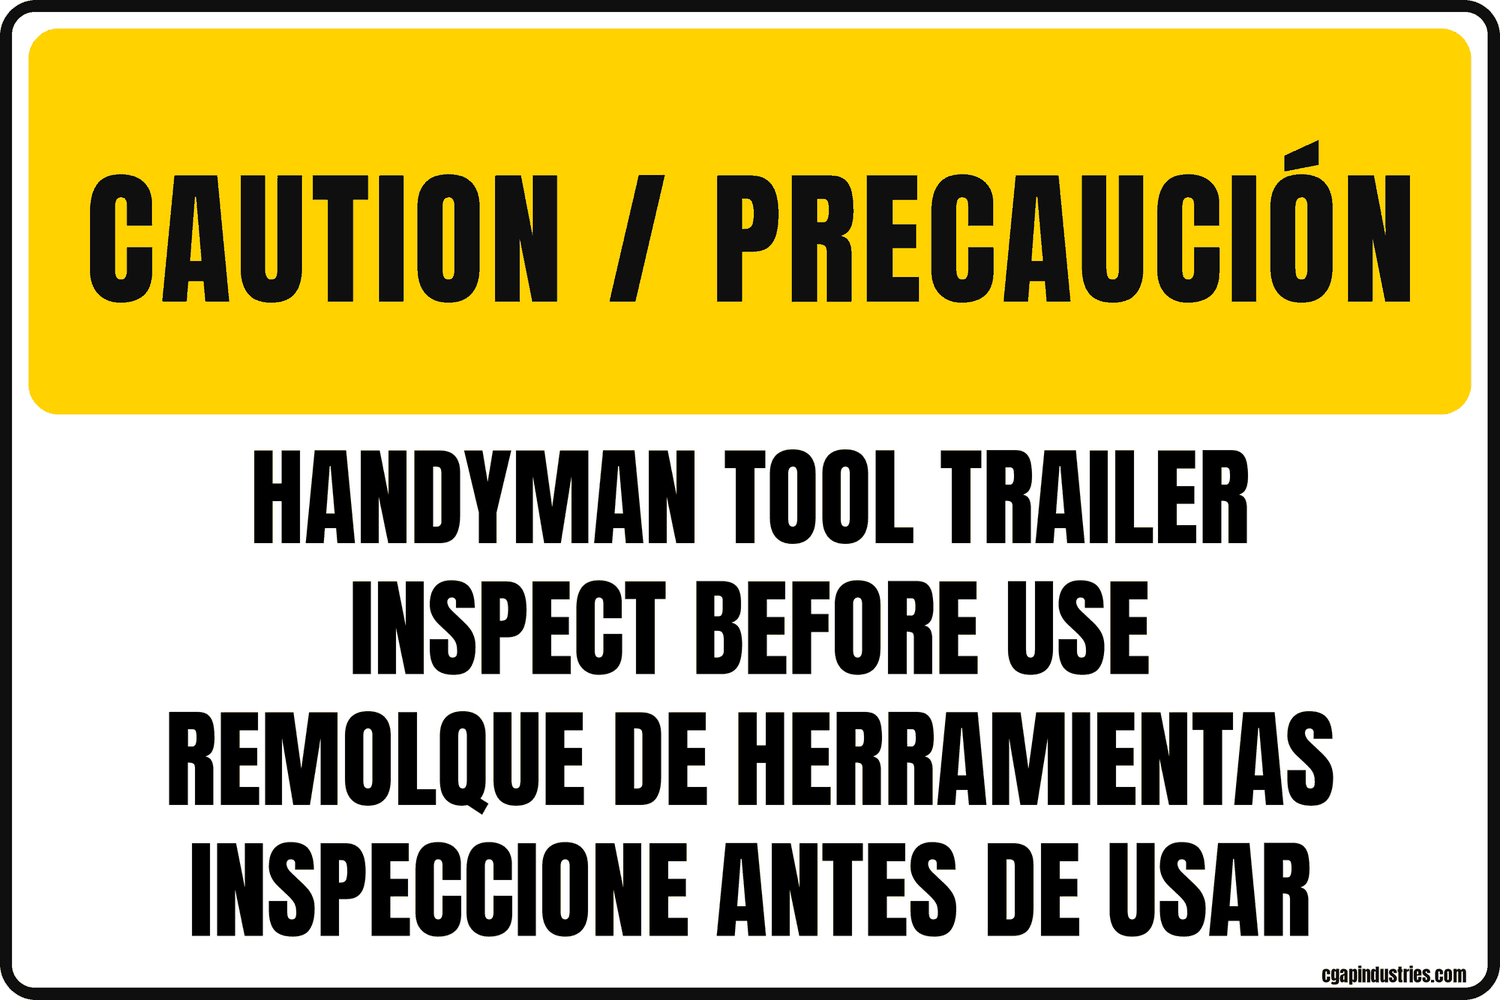 CAUTION / PRECAUCIÓN
HANDYMAN TOOL TRAILER
INSPECT BEFORE USE
REMOLQUE DE HERRAMIENTAS
INSPECCIONE ANTES DE USAR
cgapindustries.com